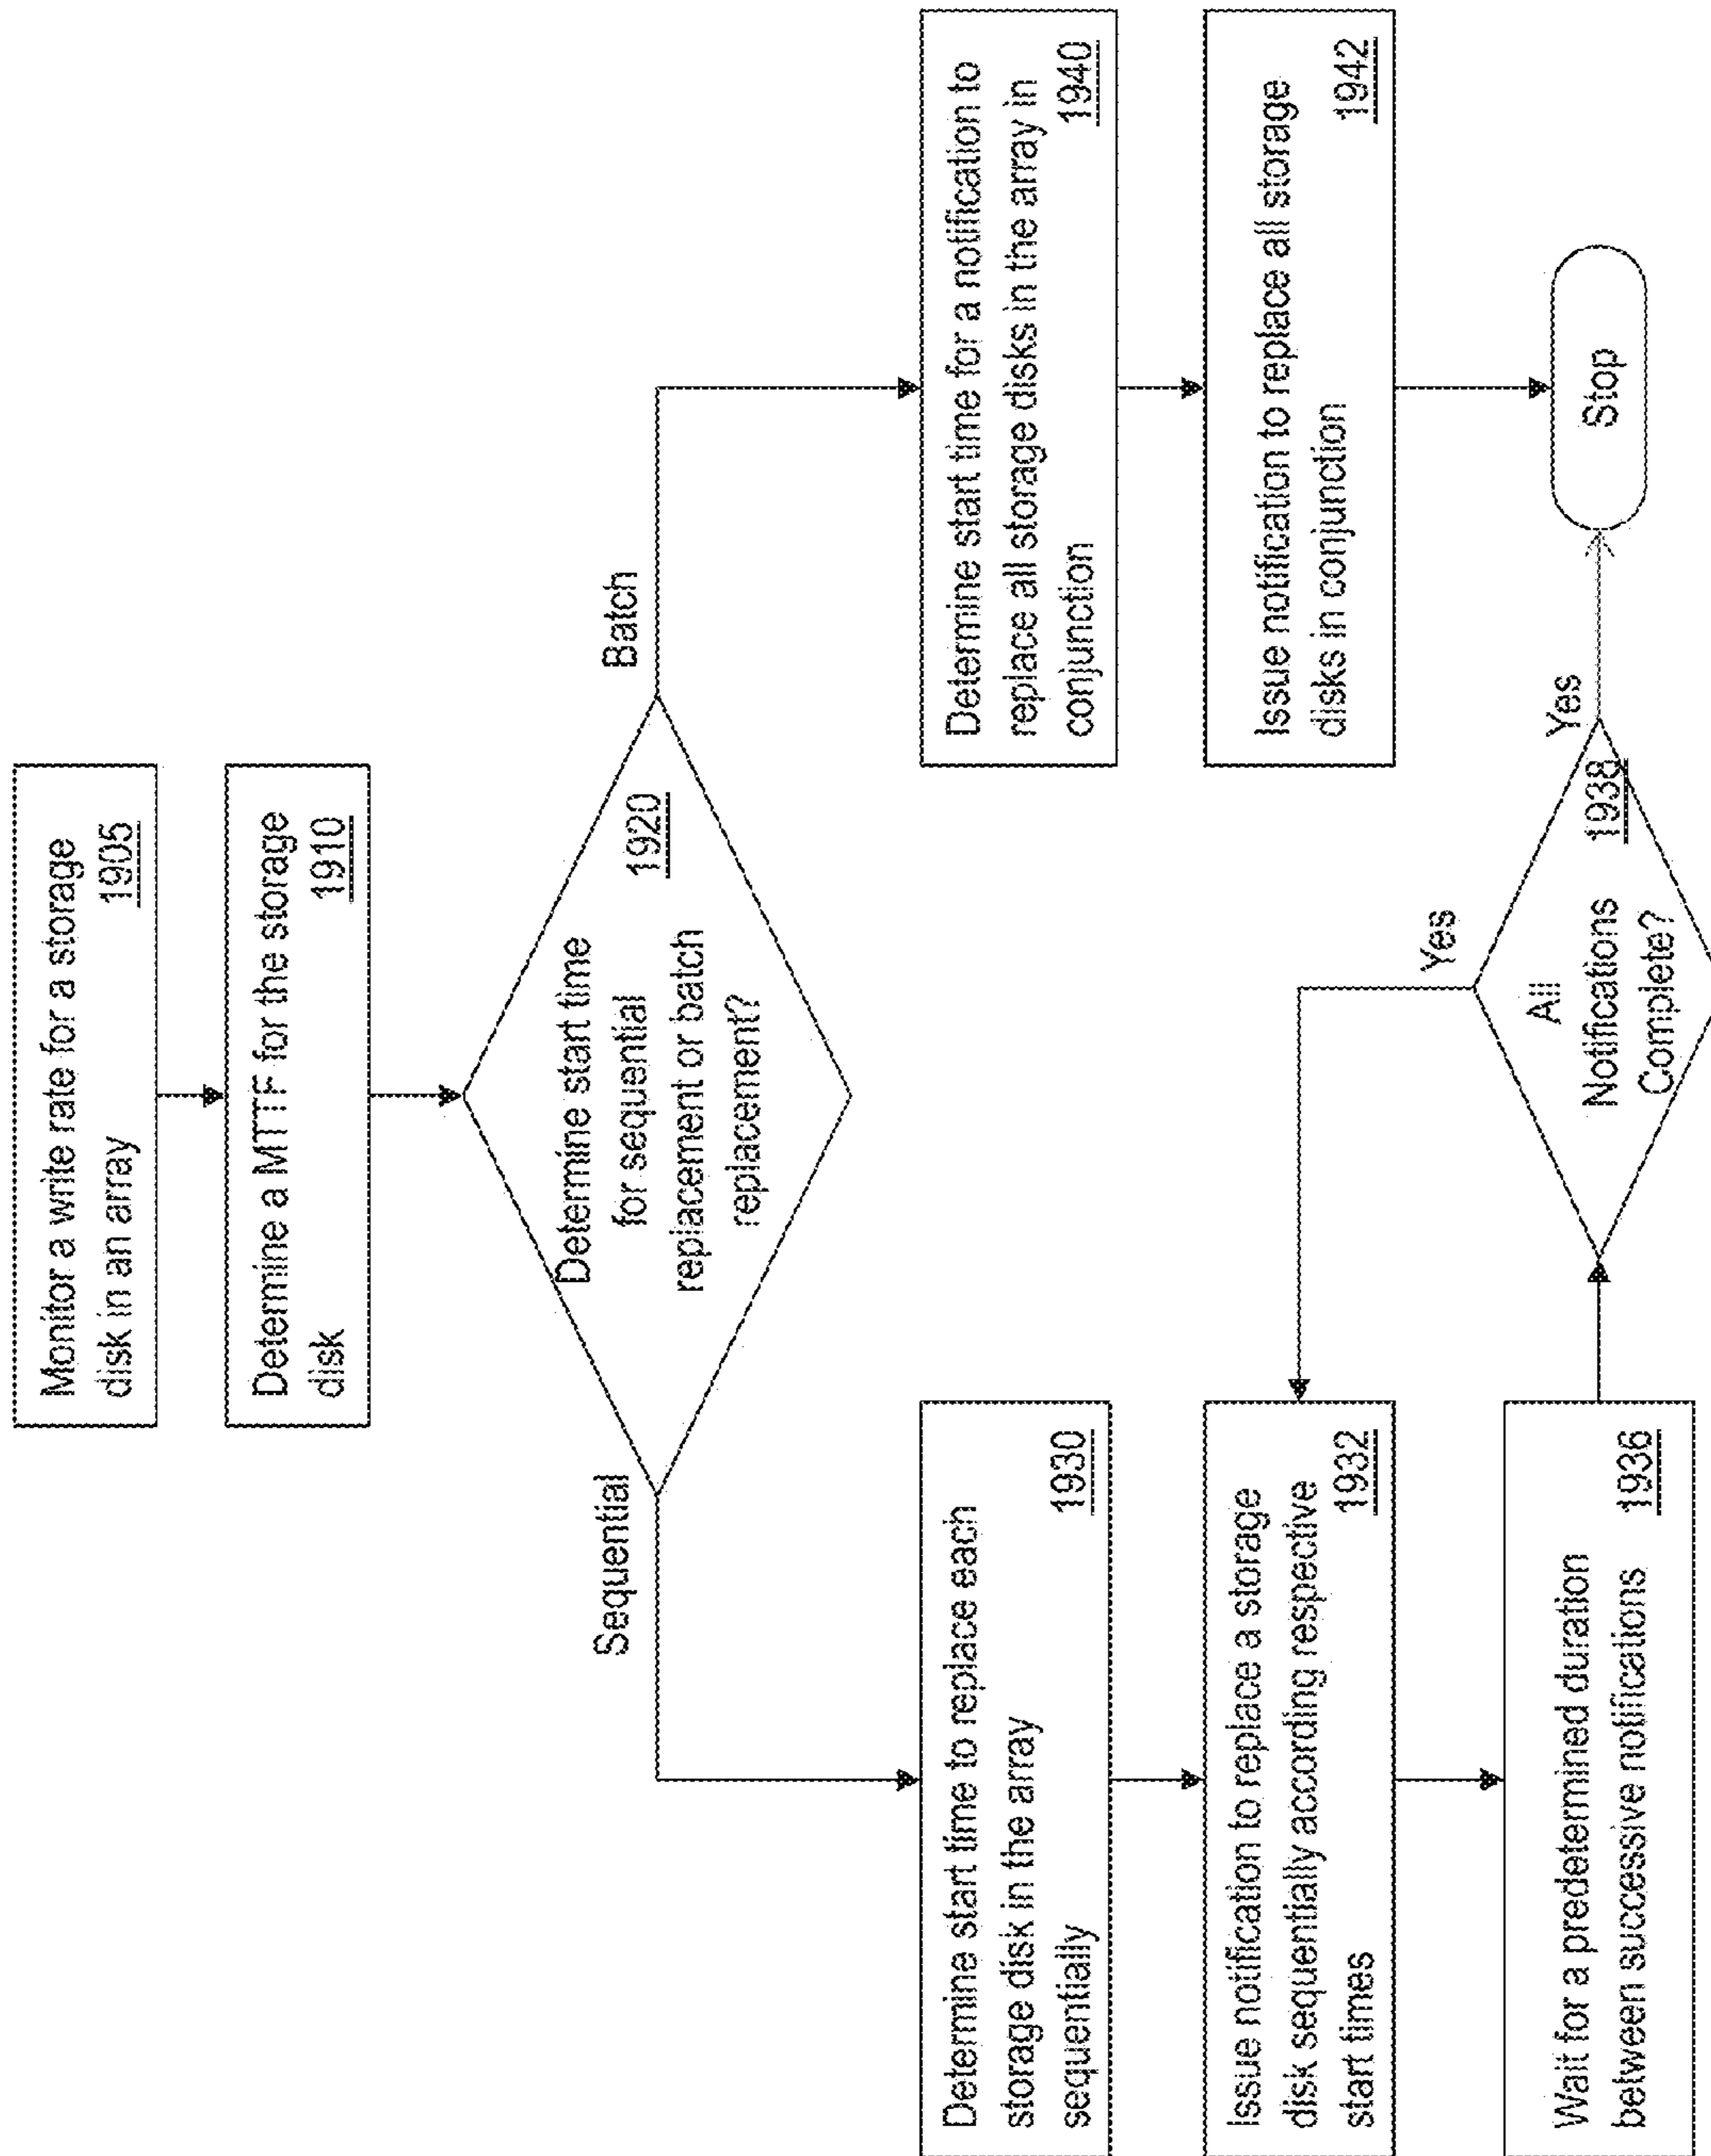 Monitor a write rate for a storage
disk in an array
1905
Determine a MTTF for the storage
disk
1910
Determine start time
for sequential
replacement or batch
replacement?
1920
Sequential
Batch
Determine start time to replace each
storage disk in the array
sequentially
1930
Issue notification to replace a storage
disk sequentially according respective
start times
1932
Wait for a predetermined duration
between successive notifications
1936
All
Notifications
Complete?
1938
Yes
Yes
Determine start time for a notification to
replace all storage disks in the array in
conjunction
1940
Issue notification to replace all storage
disks in conjunction
1942
Stop